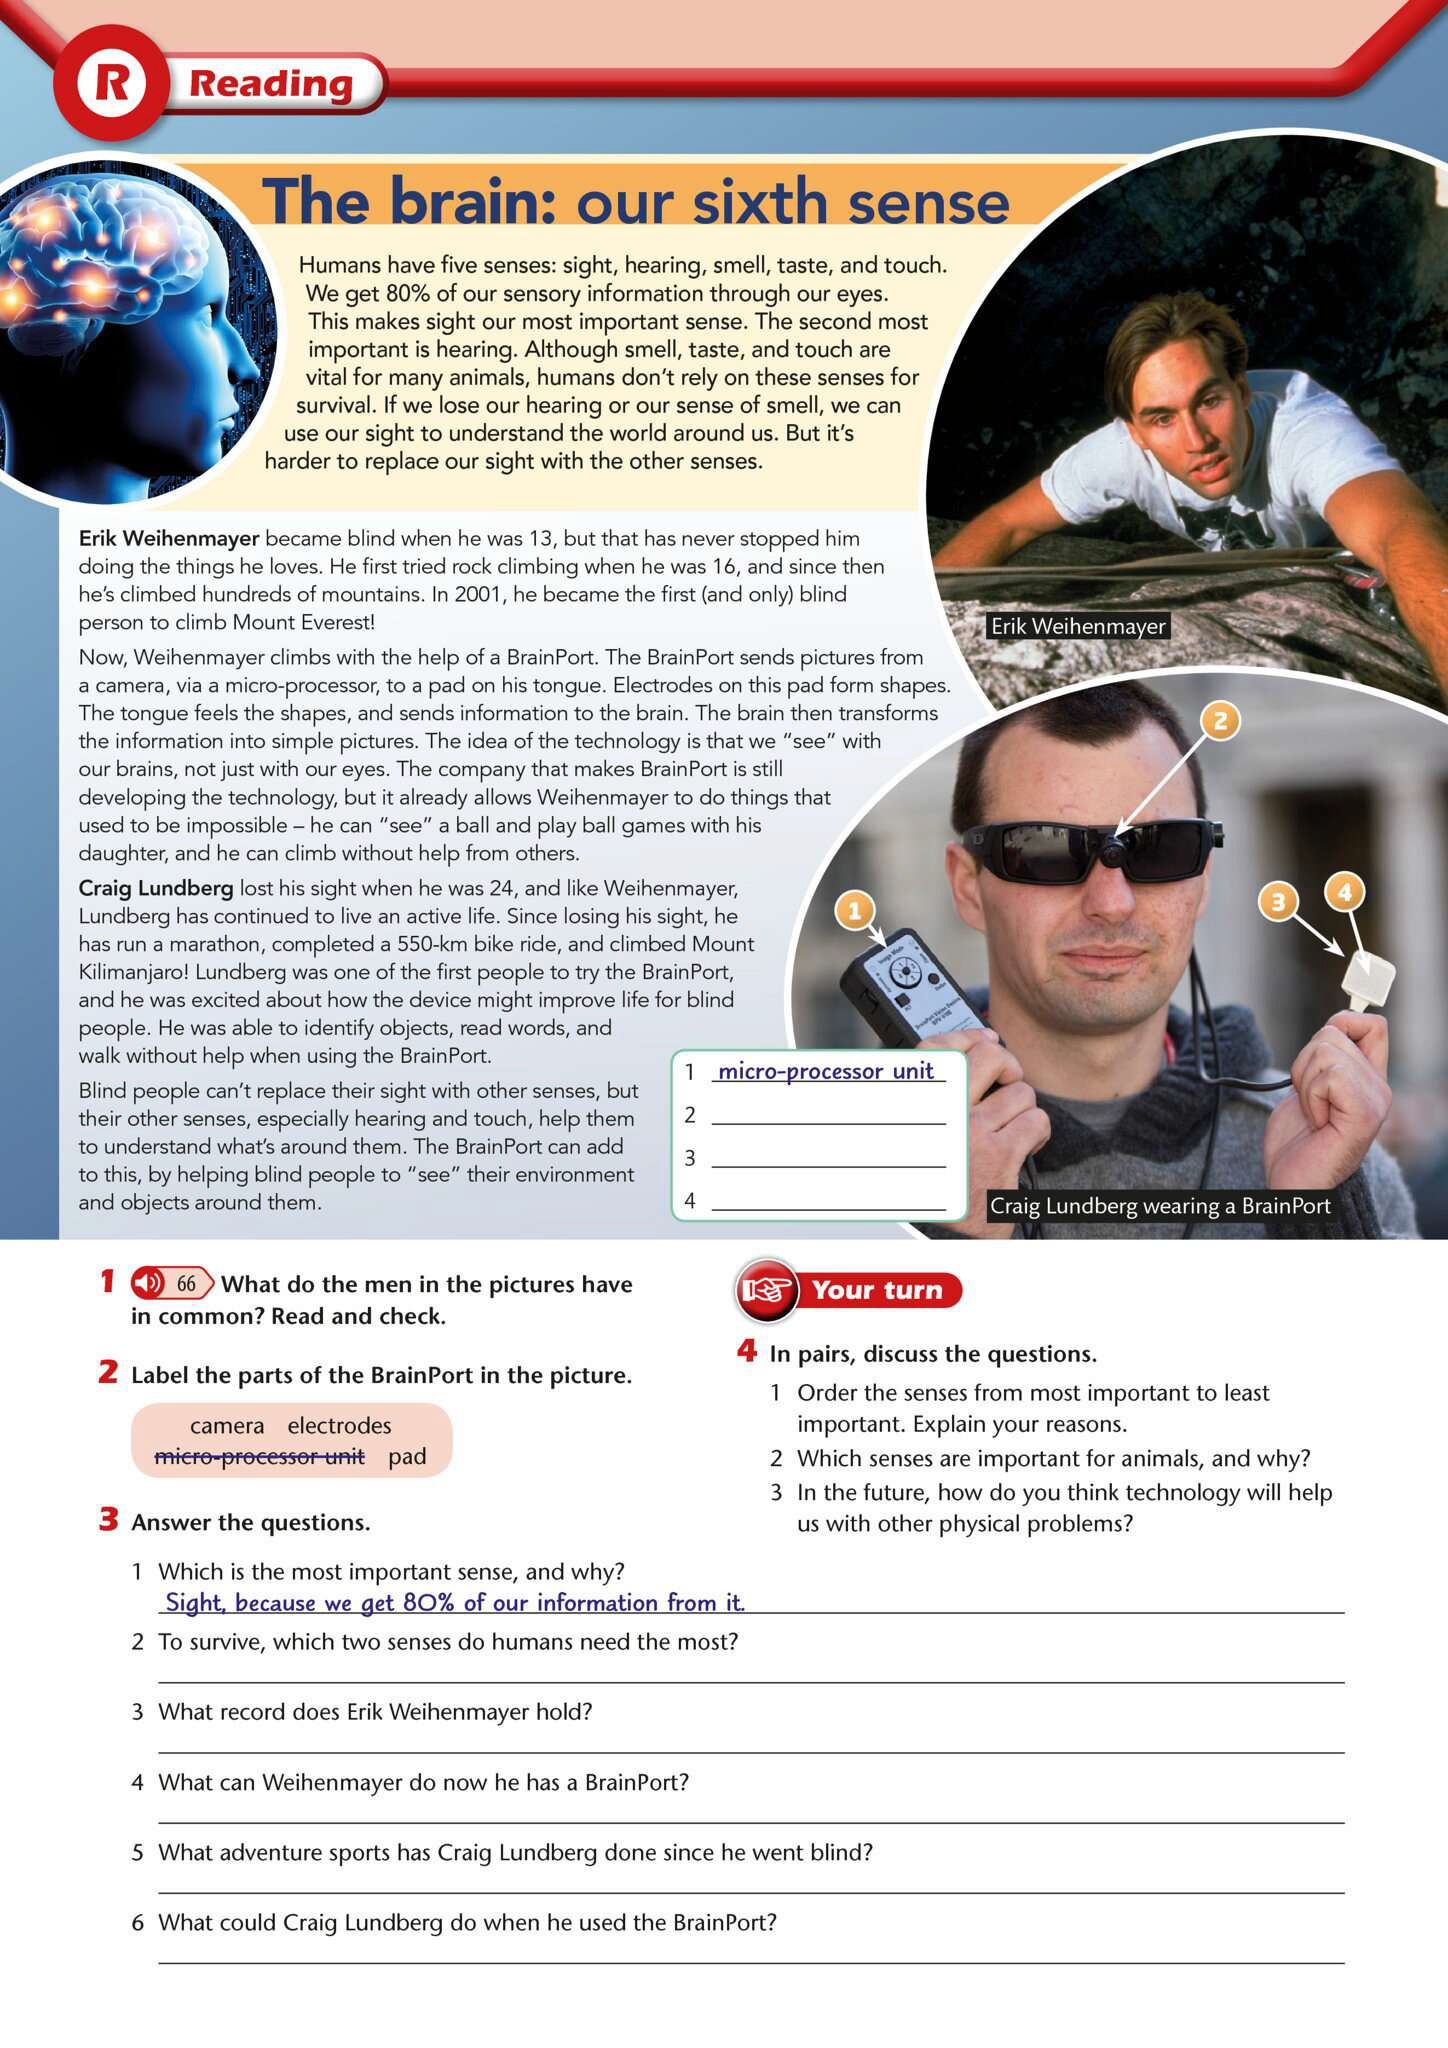 R Reading
The brain: our sixth sense
Humans have five senses: sight, hearing, smell, taste, and touch.
We get 80% of our sensory information through our eyes.
This makes sight our most important sense. The second most
important is hearing. Although smell, taste, and touch are
vital for many animals, humans don't rely on these senses for
survival. If we lose our hearing or our sense of smell, we can
use our sight to understand the world around us. But it's
harder to replace our sight with the other senses.
Erik Weihenmayer became blind when he was 13, but that has never stopped him
doing the things he loves. He first tried rock climbing when he was 16, and since then
he's climbed hundreds of mountains. In 2001, he became the first (and only) blind
person to climb Mount Everest!
Now, Weihenmayer climbs with the help of a BrainPort. The BrainPort sends pictures from
a camera, via a micro-processor, to a pad on his tongue. Electrodes on this pad form shapes.
The tongue feels the shapes, and sends information to the brain. The brain then transforms
the information into simple pictures. The idea of the technology is that we "see" with
our brains, not just with our eyes. The company that makes BrainPort is still
developing the technology, but it already allows Weihenmayer to do things that
used to be impossible – he can "see" a ball and play ball games with his
daughter, and he can climb without help from others.
Craig Lundberg lost his sight when he was 24, and like Weihenmayer,
Lundberg has continued to live an active life. Since losing his sight, he
has run a marathon, completed a 550-km bike ride, and climbed Mount
Kilimanjaro! Lundberg was one of the first people to try the BrainPort,
and he was excited about how the device might improve life for blind
people. He was able to identify objects, read words, and
walk without help when using the BrainPort.
Blind people can't replace their sight with other senses, but
their other senses, especially hearing and touch, help them
to understand what's around them. The BrainPort can add
to this, by helping blind people to "see" their environment
and objects around them.
Erik Weihenmayer
1
2
3
4
1 micro-processor unit
2
3
4
Craig Lundberg wearing a BrainPort
1 66 What do the men in the pictures have
in common? Read and check.
2 Label the parts of the BrainPort in the picture.
camera electrodes
micro-processor unit pad
3 Answer the questions.
1 Which is the most important sense, and why?
Sight, because we get 80% of our information from it.
2 To survive, which two senses do humans need the most?
3 What record does Erik Weihenmayer hold?
4 What can Weihenmayer do now he has a BrainPort?
5 What adventure sports has Craig Lundberg done since he went blind?
6 What could Craig Lundberg do when he used the BrainPort?
Your turn
4 In pairs, discuss the questions.
1 Order the senses from most important to least
important. Explain your reasons.
2 Which senses are important for animals, and why?
3 In the future, how do you think technology will help
us with other physical problems?